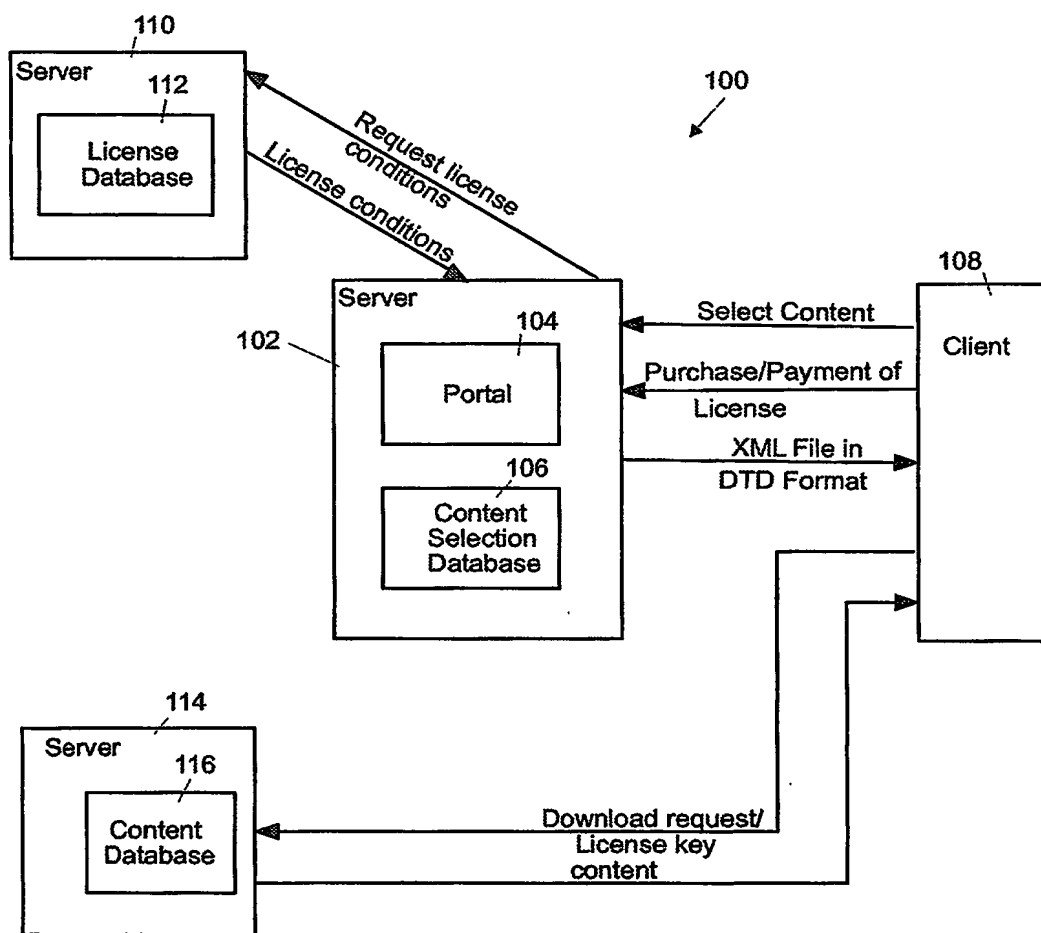 110
Server
112
License
Database
100
Request license
conditions
License conditions
108
Client
Server
102
104
Portal
106
Content
Selection
Database
Select Content
Purchase/Payment of
License
XML File in
DTD Format
114
Server
116
Content
Database
Download request/
License key
content